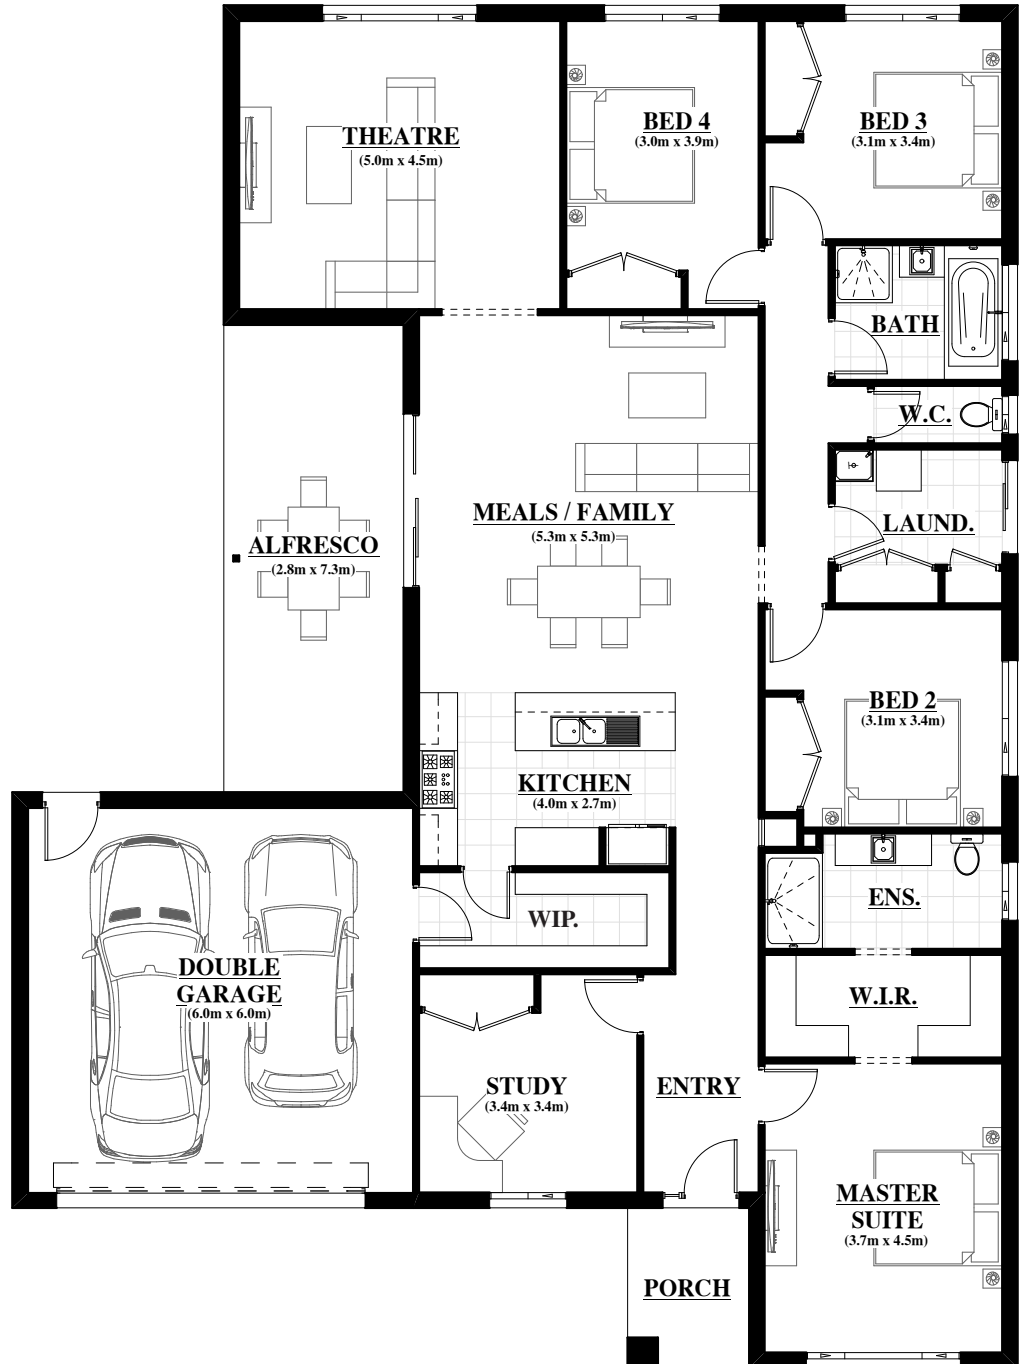 THEATRE
(5.0m x 4.5m)
BED 4
(3.0m x 3.9m)
BED 3
(3.1m x 3.4m)
BATH
W.C.
MEALS / FAMILY
(5.3m x 5.3m)
LAUND.
ALFRESCO
(2.8m x 7.3m)
BED 2
(3.1m x 3.4m)
KITCHEN
(4.0m x 2.7m)
ENS.
WIP.
DOUBLE
GARAGE
(6.0m x 6.0m)
W.I.R.
STUDY
(3.4m x 3.4m)
ENTRY
MASTER
SUITE
(3.7m x 4.5m)
PORCH